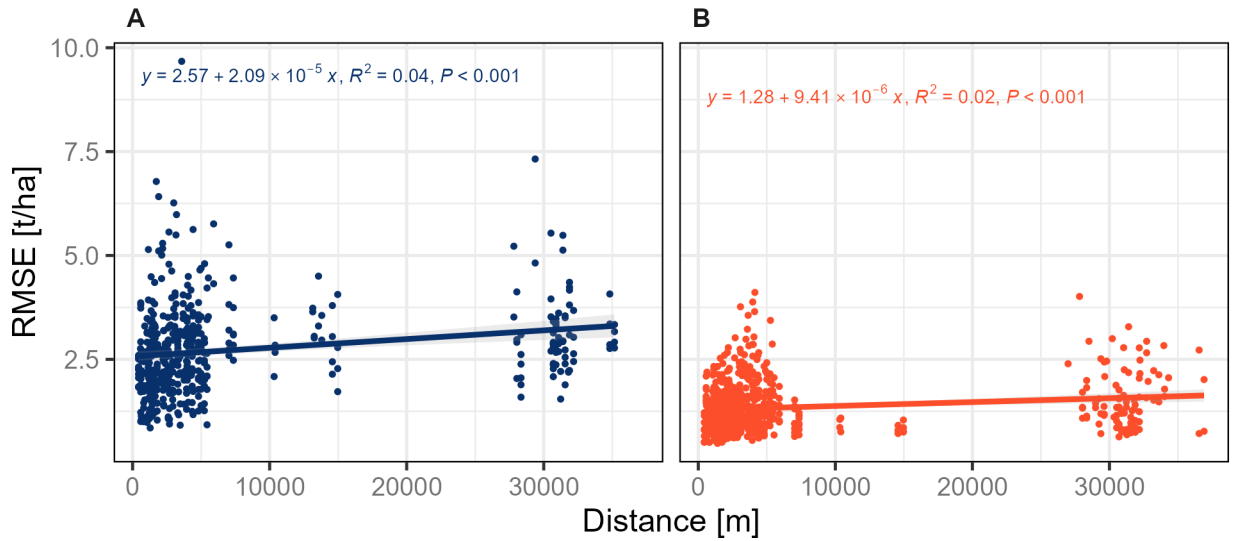 A
B
10.0
7.5
5.0
2.5
RMSE [t/ha]
y = 2.57 + 2.09 × 10⁻⁵ x, R² = 0.04, P < 0.001
y = 1.28 + 9.41 × 10⁻⁶ x, R² = 0.02, P < 0.001
0 10000 20000 30000
0 10000 20000 30000
Distance [m]